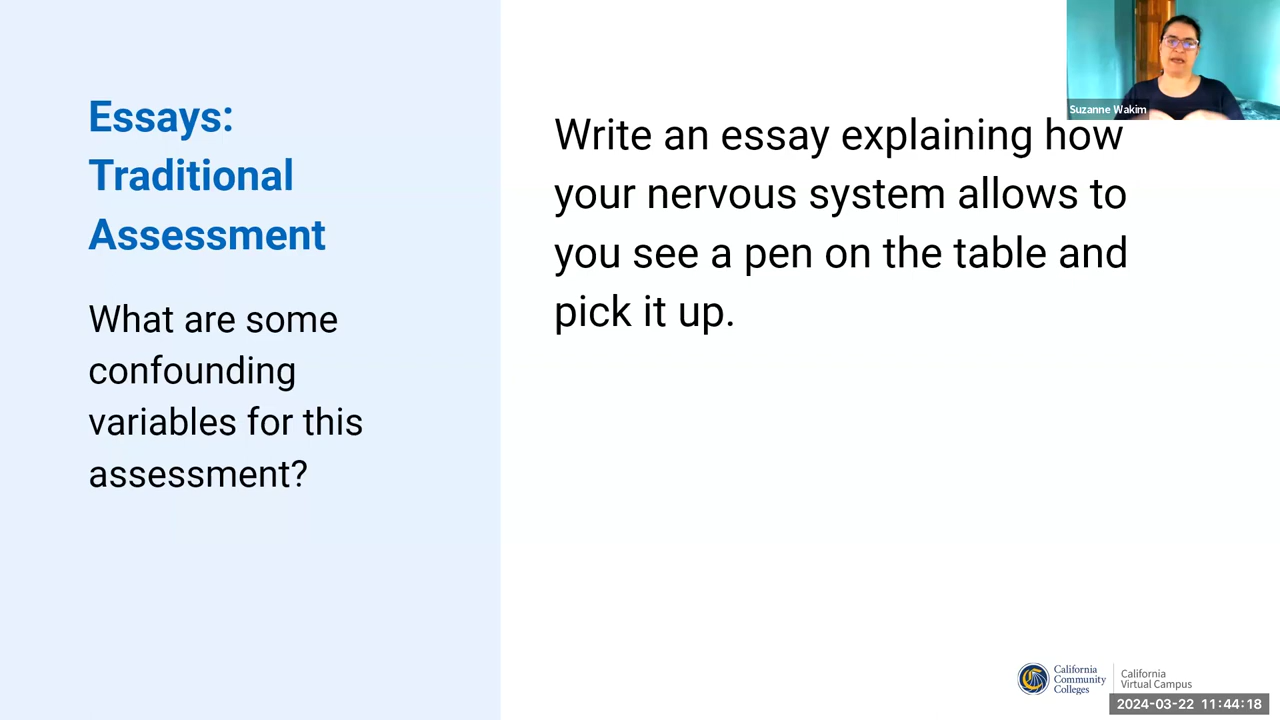 Essays:
Traditional
Assessment
What are some
confounding
variables for this
assessment?
Write an essay explaining how
your nervous system allows to
you see a pen on the table and
pick it up.
Suzanne Wakim
California
Community
Colleges
California
Virtual Campus
2024-03-22 11:44:18